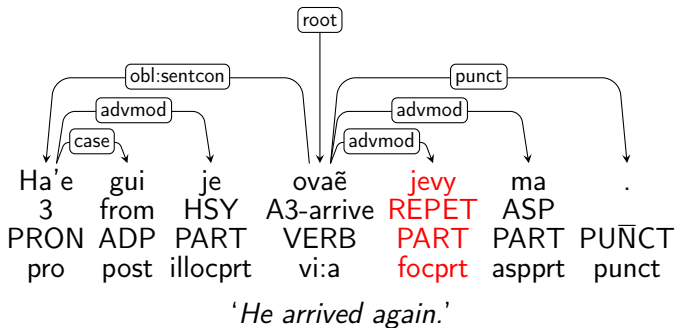 root
obl:sentcon punct
advmod advmod
case advmod
Ha'e gui je ovaẽ jevy ma .
3 from HSY A3-arrive REPET ASP _
PRON ADP PART VERB PART PART PUNCT
pro post illocprt vi:a focprt aspprt punct
‘He arrived again.’